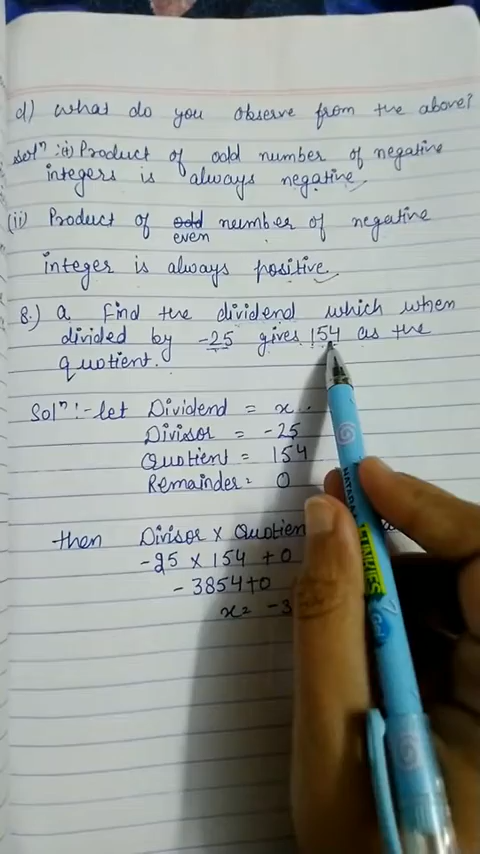 d) What do you observe from the above?
Solⁿ :(i) Product of odd number of negative
integers is always negative
(ii) Product of odd number of negative
even
integer is always positive
8.) a Find the dividend which when
divided by -25 gives 154 as the
quotient.
Solⁿ :- let Dividend = x.
Divisor = -25
Quotient = 154
Remainder = 0
then Divisor x Quotien
-25 x 154 +0
-3854+0
x= -3
NATARAJ